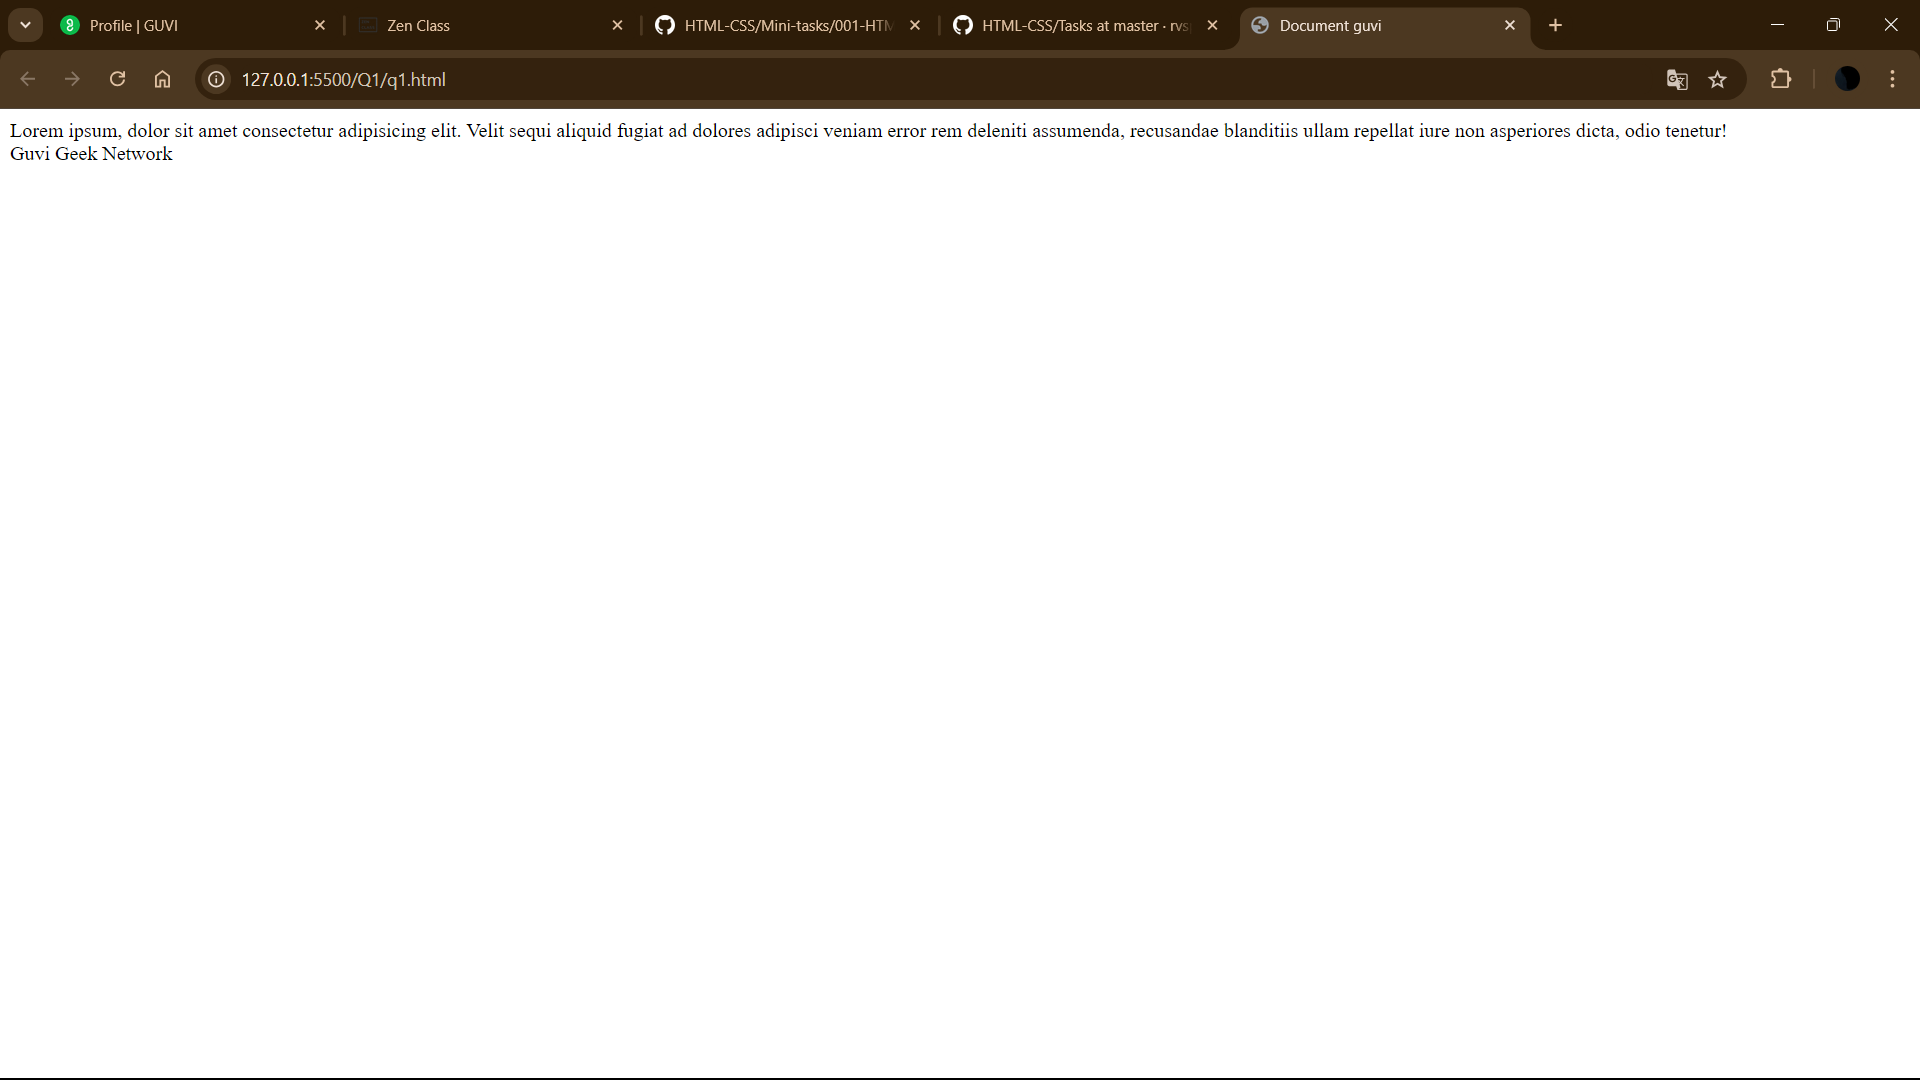 Profile | GUVI
Zen Class
HTML-CSS/Mini-tasks/001-HTM
HTML-CSS/Tasks at master · rvs
Document guvi
127.0.0.1:5500/Q1/q1.html
Lorem ipsum, dolor sit amet consectetur adipisicing elit. Velit sequi aliquid fugiat ad dolores adipisci veniam error rem deleniti assumenda, recusandae blanditiis ullam repellat iure non asperiores dicta, odio tenetur!
Guvi Geek Network